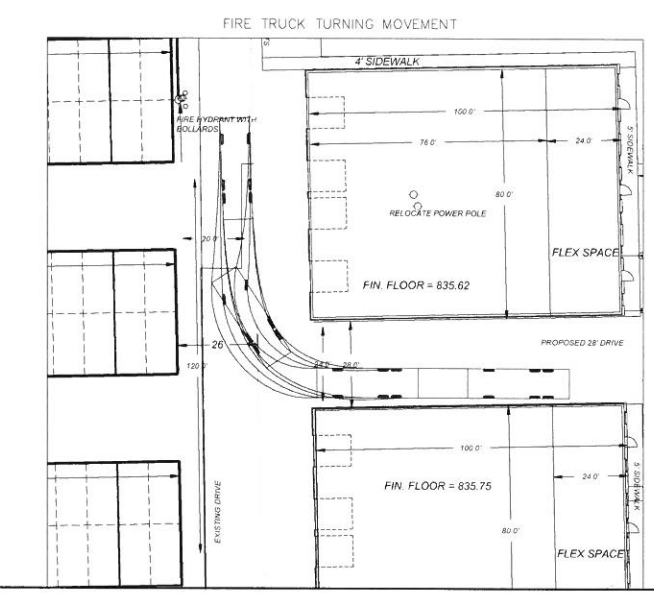 FIRE TRUCK TURNING MOVEMENT
4' SIDEWALK
100.0'
FIRE HYDRANT WITH
BOLLARDS
76.0'
24.0'
5' SIDEWALK
80.0'
RELOCATE POWER POLE
20.0'
FLEX SPACE
FIN. FLOOR = 835.62
PROPOSED 28' DRIVE
26
120.0'
24.0'
28.0'
100.0'
FIN. FLOOR = 835.75
24.0'
5' SIDEWALK
EXISTING DRIVE
80.0'
FLEX SPACE